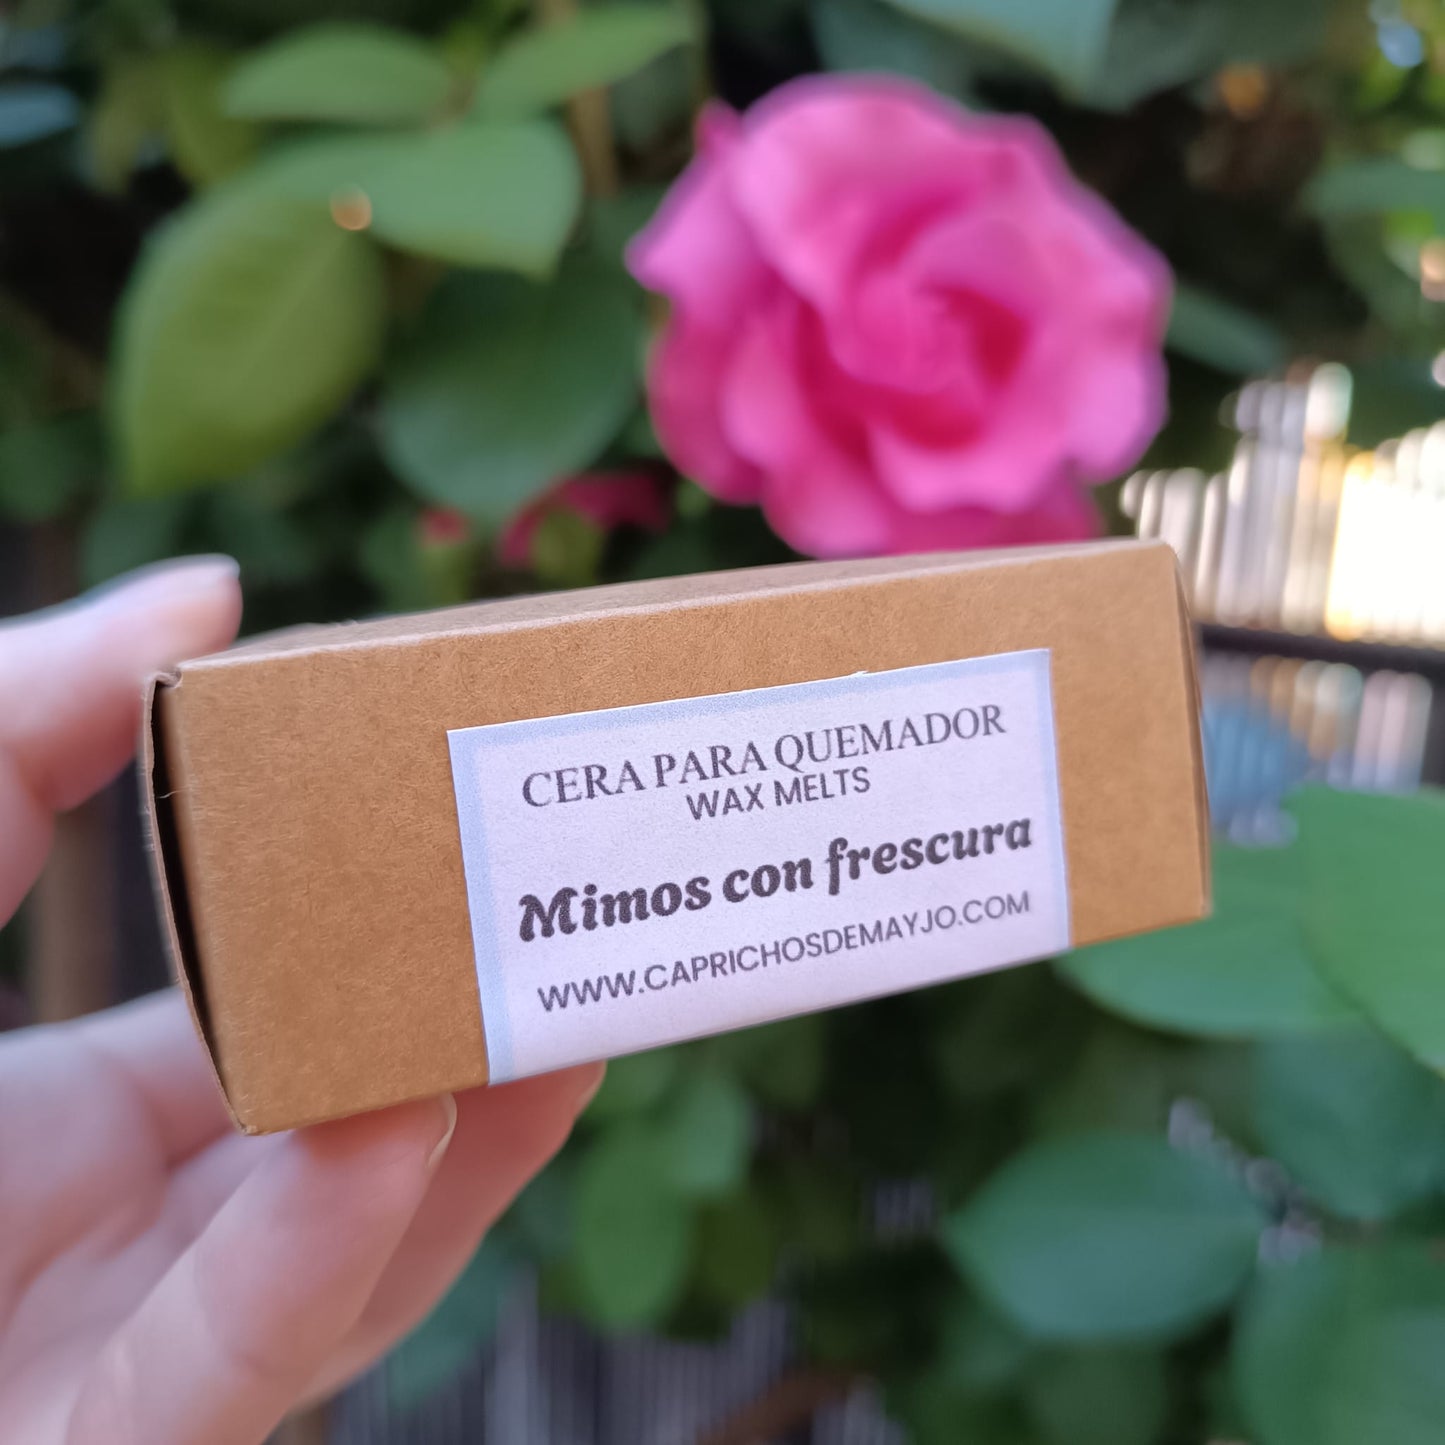 CERA PARA QUEMADOR
WAX MELTS
Mimos con frescura
WWW.CAPRICHOSDEMAYJO.COM